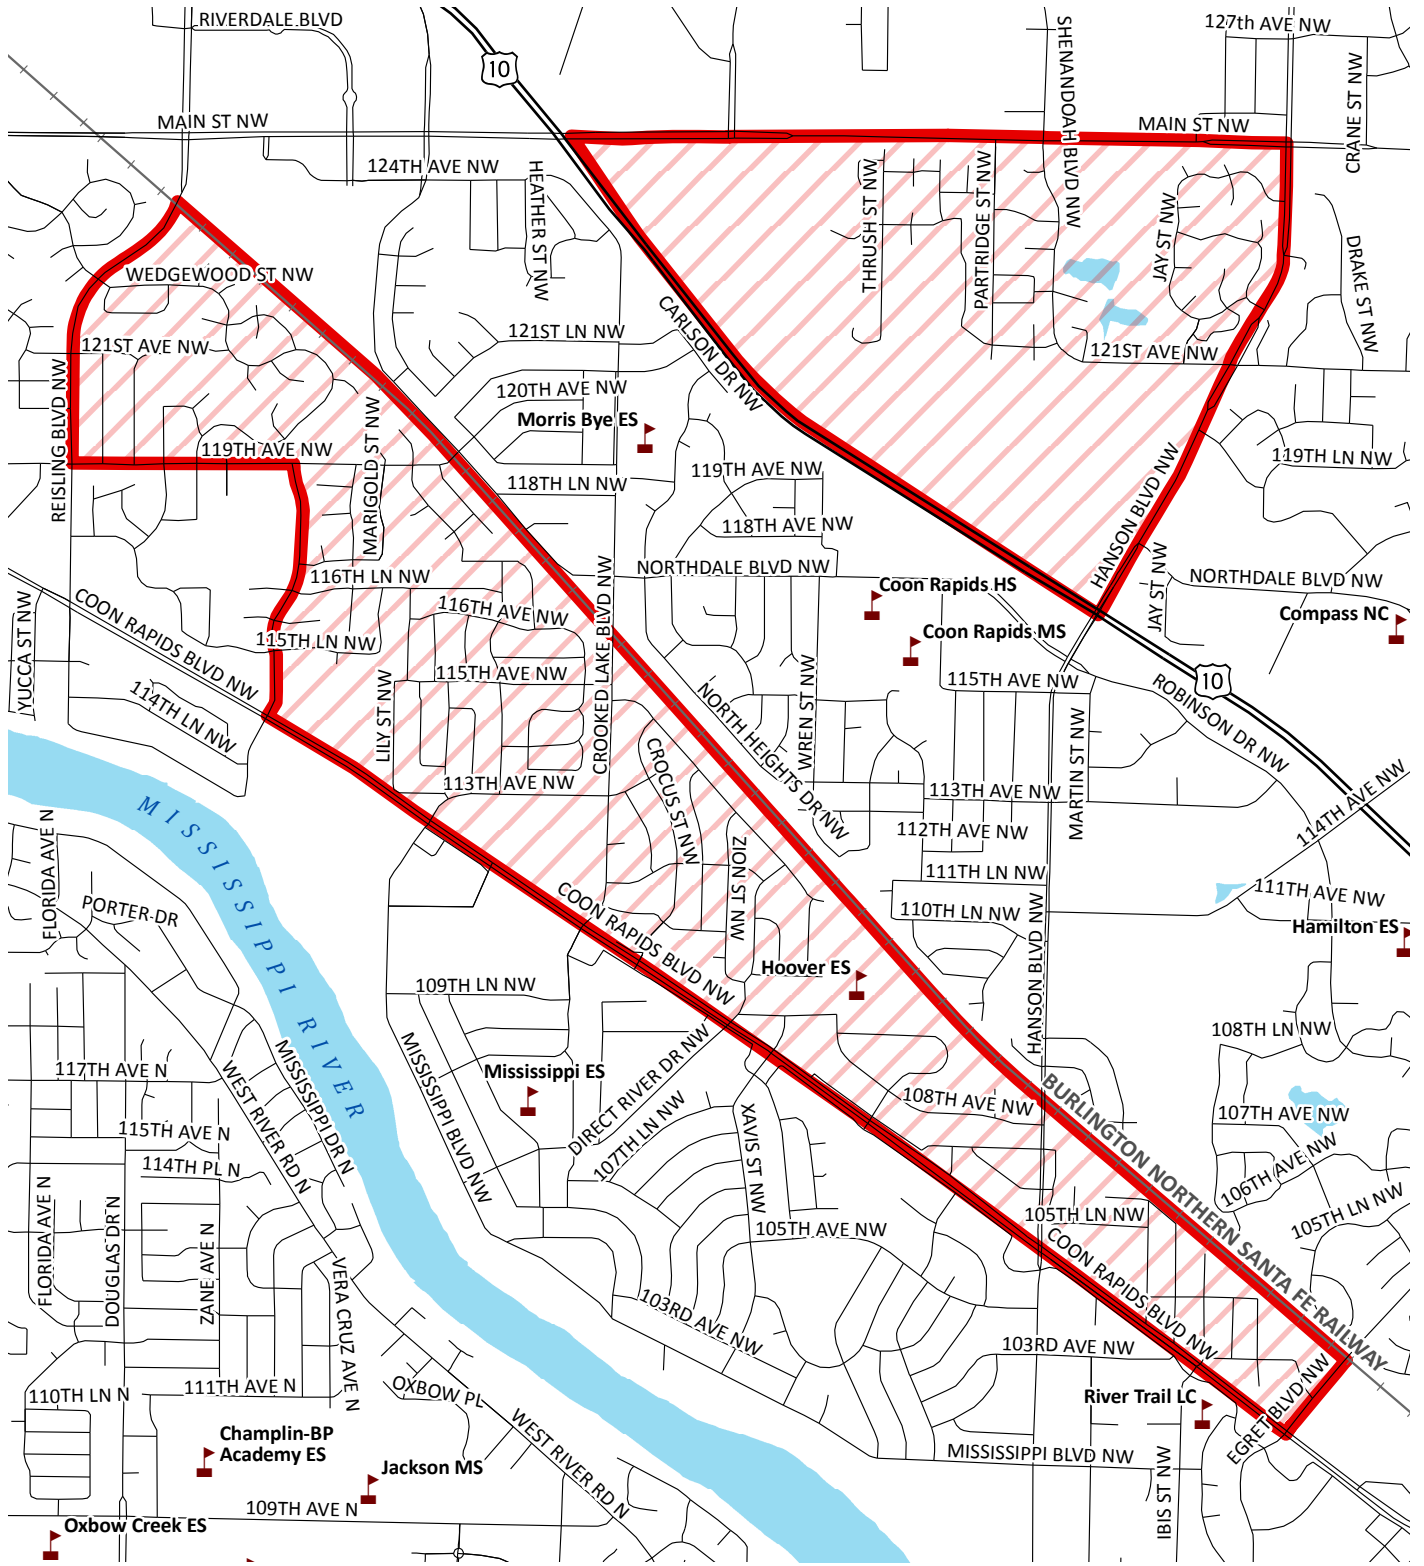 RIVERDALE BLVD
SHENANDOAH BLVD NW
127th AVE NW
CRANE ST NW
10
MAIN ST NW
MAIN ST NW
124TH AVE NW
HEATHER ST NW
THRUSH ST NW
PARTRIDGE ST NW
JAY ST NW
DRAKE ST NW
WEDGEWOOD ST NW
CARLSON DR NW
121ST LN NW
121ST AVE NW
121ST AVE NW
REISLING BLVD NW
120TH AVE NW
MARIGOLD ST NW
Morris Bye ES
119TH AVE NW
119TH AVE NW
119TH LN NW
118TH LN NW
118TH AVE NW
HANSON BLVD NW
JAY ST NW
NORTHDALE BLVD NW
NORTHDALE BLVD NW
116TH LN NW
Coon Rapids HS
YUCCA ST NW
COON RAPIDS BLVD NW
116TH AVE NW
CROOKED LAKE BLVD NW
Compass NC
Coon Rapids MS
115TH LN NW
115TH AVE NW
115TH AVE NW
10
114TH LN NW
LILY ST NW
NORTH HEIGHTS DR NW
WREN ST NW
MARTIN ST NW
ROBINSON DR NW
CROCUS ST NW
113TH AVE NW
113TH AVE NW
114TH AVE NW
MISSISSIPPI RIVER
FLORIDA AVE N
ZION ST NW
112TH AVE NW
111TH LN NW
111TH AVE NW
PORTER DR
COON RAPIDS BLVD NW
110TH LN NW
Hamilton ES
Hoover ES
HANSON BLVD NW
109TH LN NW
MISSISSIPPI BLVD NW
DIRECT RIVER DR NW
108TH LN NW
117TH AVE N
WEST RIVER RD N
MISSISSIPPI DR N
Mississippi ES
108TH AVE NW
BURLINGTON NORTHERN SANTA FE RAILWAY
107TH LN NW
107TH AVE NW
115TH AVE N
XAVIS ST NW
106TH AVE NW
114TH PL N
FLORIDA AVE N
DOUGLAS DR N
ZANE AVE N
105TH AVE NW
105TH LN NW
105TH LN NW
VERA CRUZ AVE N
COON RAPIDS BLVD NW
103RD AVE NW
103RD AVE NW
110TH LN N
111TH AVE N
OXBOW PL
River Trail LC
EGRET BLVD NW
Champlin-BP
Academy ES
WEST RIVER RD N
MISSISSIPPI BLVD NW
IBIS ST NW
Jackson MS
109TH AVE N
Oxbow Creek ES